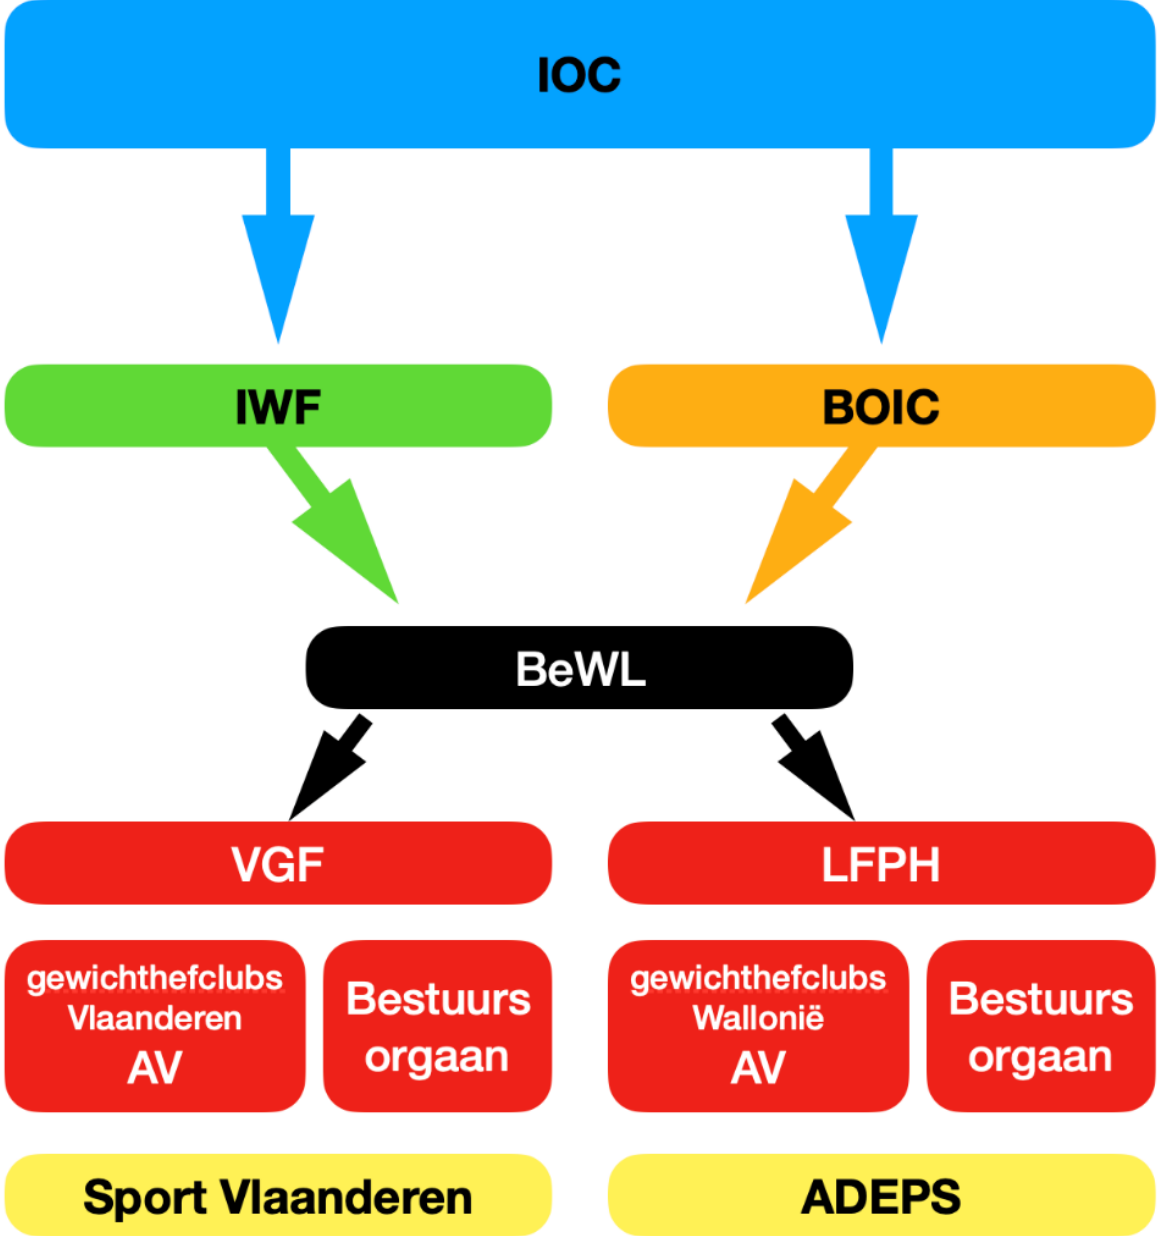 IOC
IWF
BOIC
BeWL
VGF
LFPH
gewichthefclubs
Vlaanderen
AV
Bestuurs
orgaan
gewichthefclubs
Wallonië
AV
Bestuurs
orgaan
Sport Vlaanderen
ADEPS